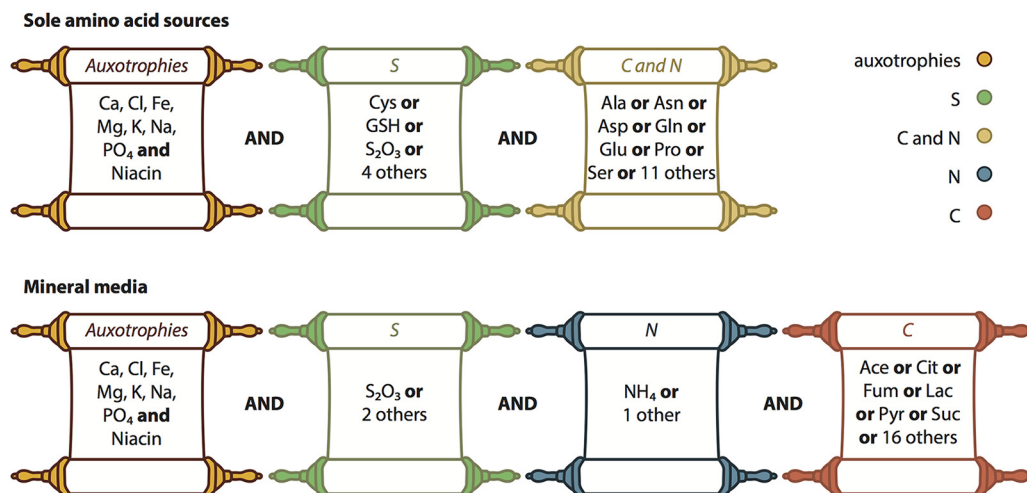 Sole amino acid sources
Auxotrophies
Ca, Cl, Fe,
Mg, K, Na,
PO₄ and
Niacin
AND
S
Cys or
GSH or
S₂O₃ or
4 others
AND
C and N
Ala or Asn or
Asp or Gln or
Glu or Pro or
Ser or 11 others
auxotrophies
S
C and N
N
C
Mineral media
Auxotrophies
Ca, Cl, Fe,
Mg, K, Na,
PO₄ and
Niacin
AND
S
S₂O₃ or
2 others
AND
N
NH₄ or
1 other
AND
C
Ace or Cit or
Fum or Lac
or Pyr or Suc
or 16 others